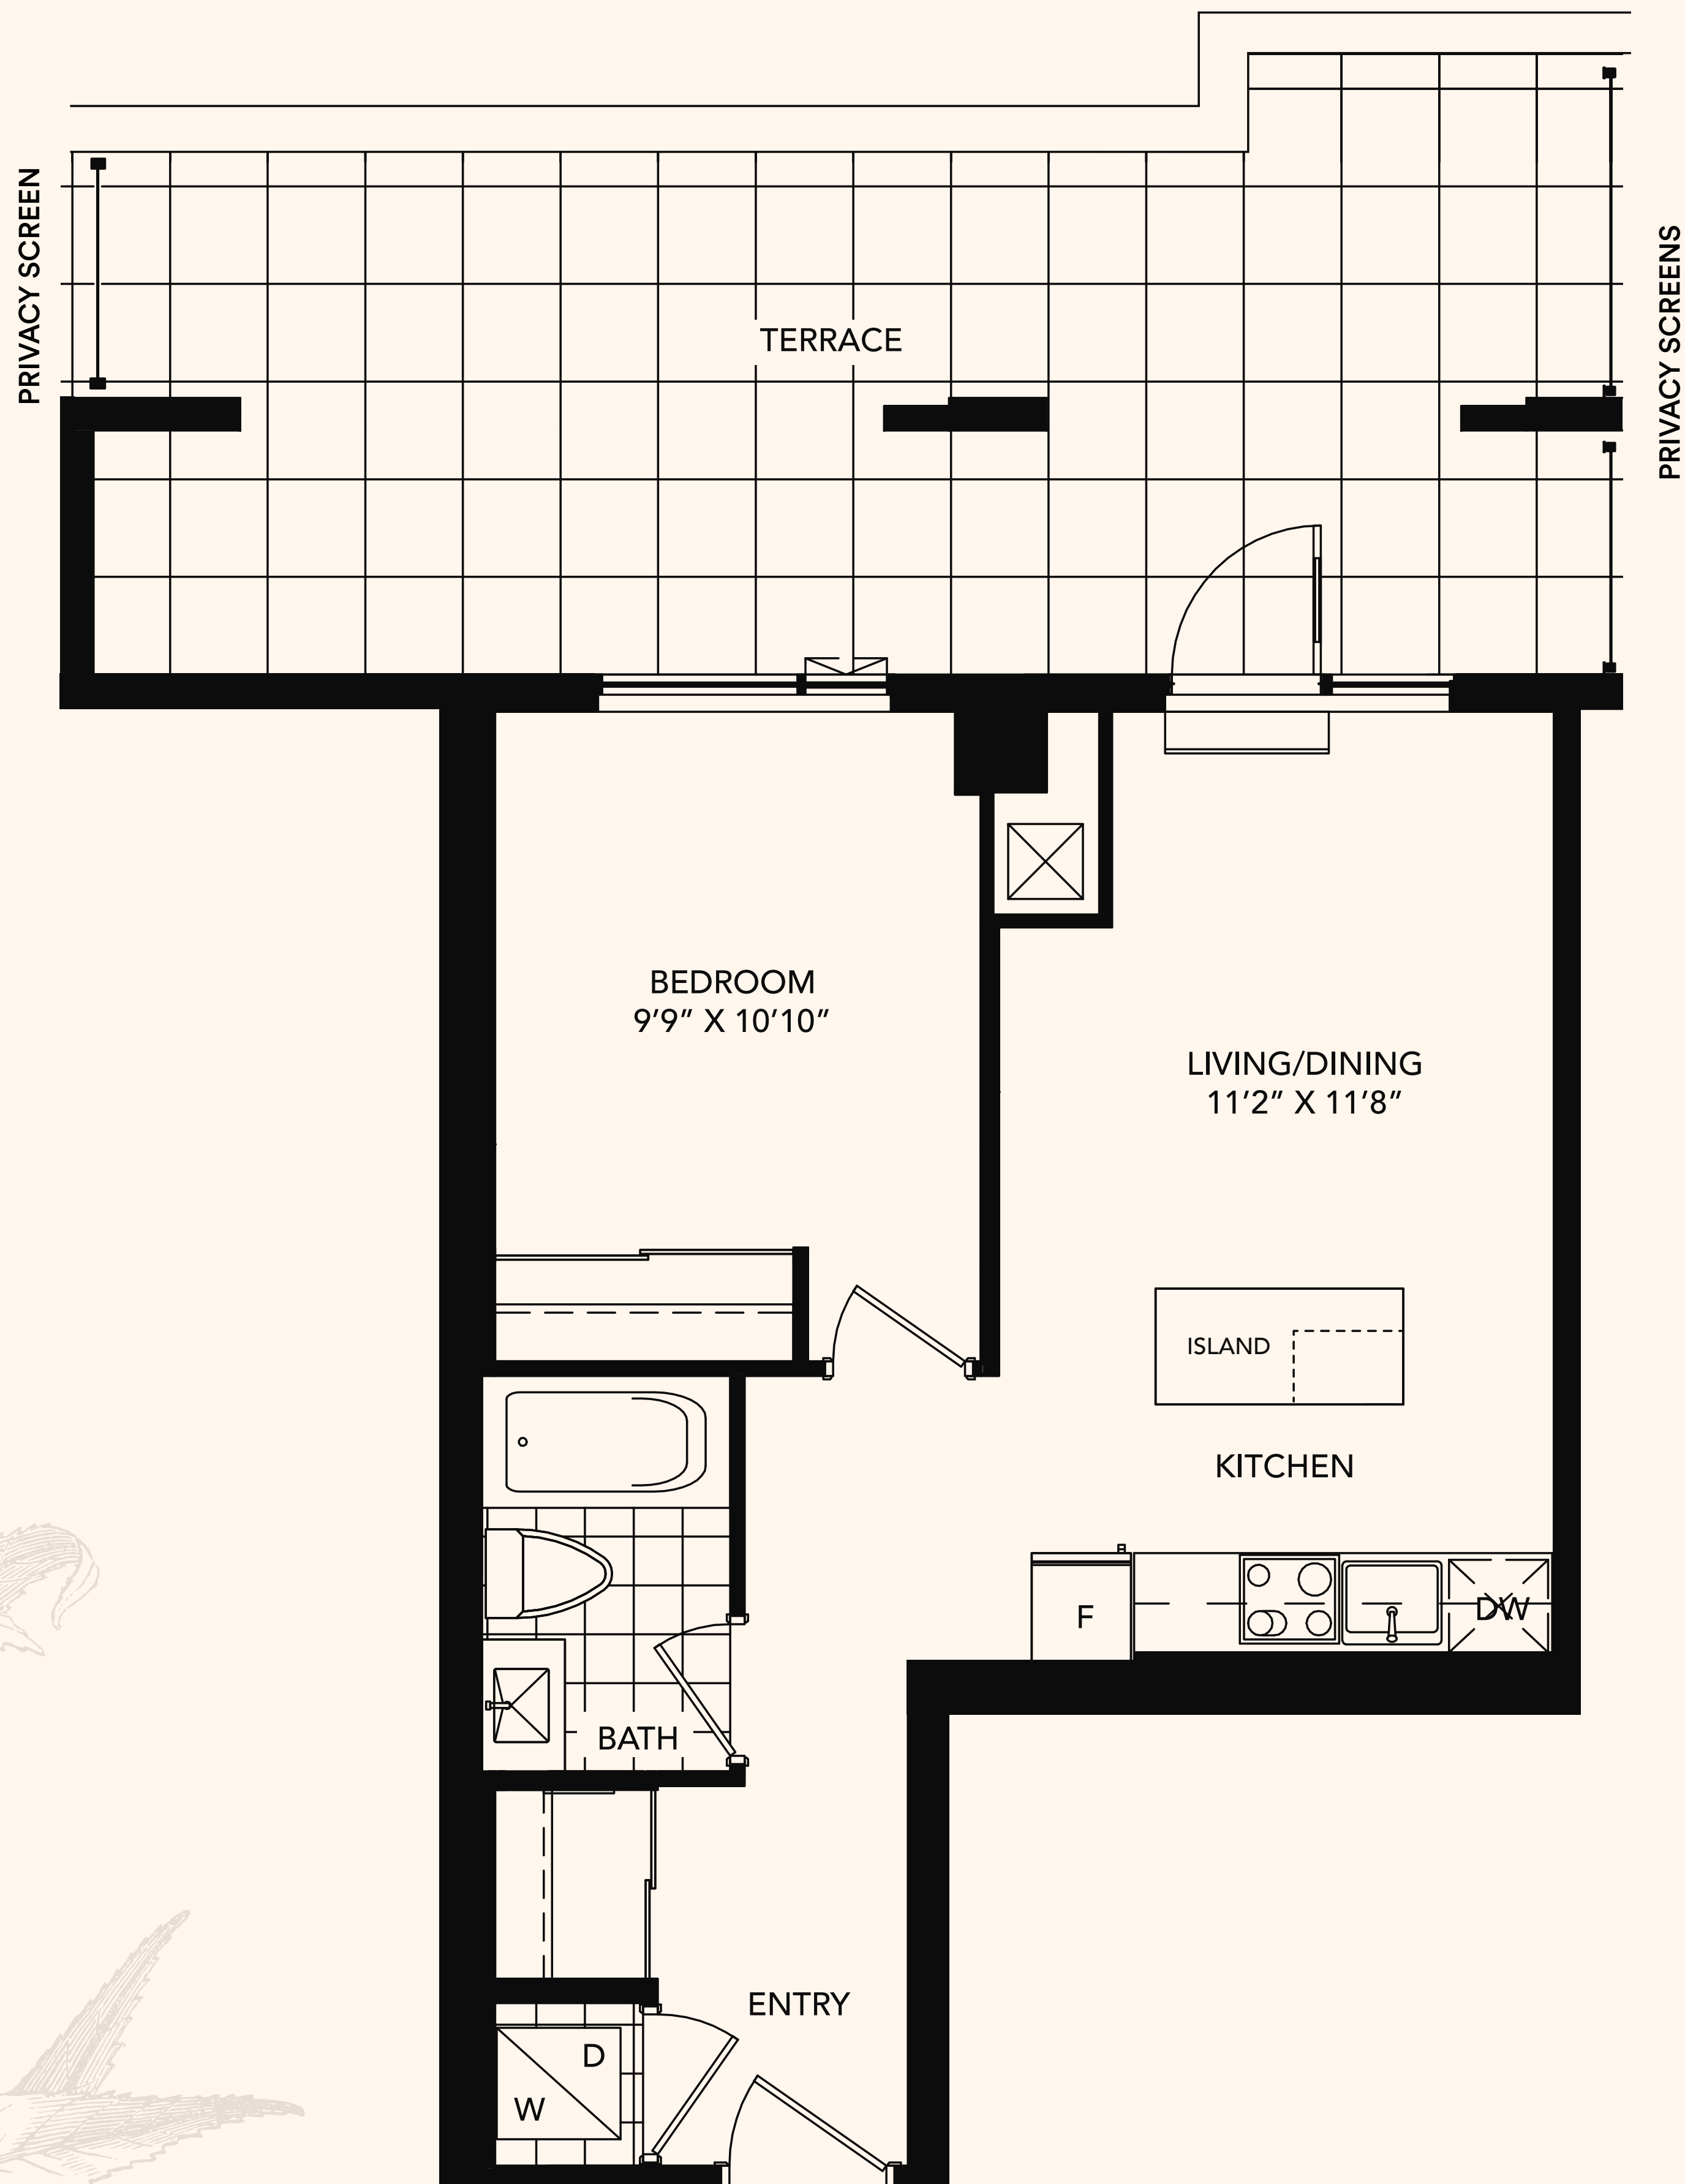 PRIVACY SCREEN
PRIVACY SCREENS
TERRACE
BEDROOM
9'9" X 10'10"
LIVING/DINING
11'2" X 11'8"
ISLAND
KITCHEN
F
DW
BATH
ENTRY
D
W